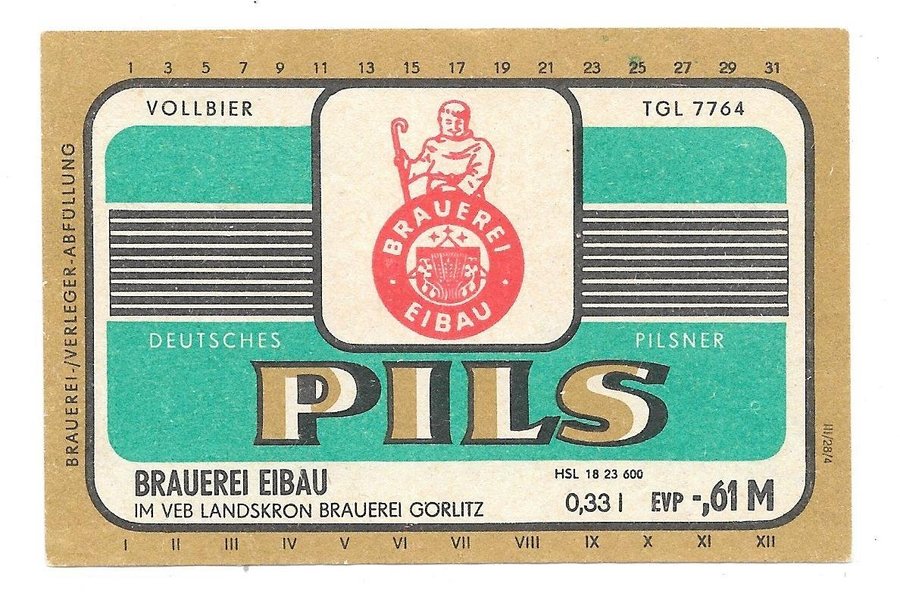 1 3 5 7 9 11 13 15 17 19 21 23 25 27 29 31
VOLLBIER
TGL 7764
BRAUEREI-/VERLEGER-ABFÜLLUNG
BRAUEREI
· EIBAU ·
DEUTSCHES
PILSNER
PILS
III/28/4
BRAUEREI EIBAU
IM VEB LANDSKRON BRAUEREI GÖRLITZ
HSL 18 23 600
0,33 l EVP -,61 M
I II III IV V VI VII VIII IX X XI XII